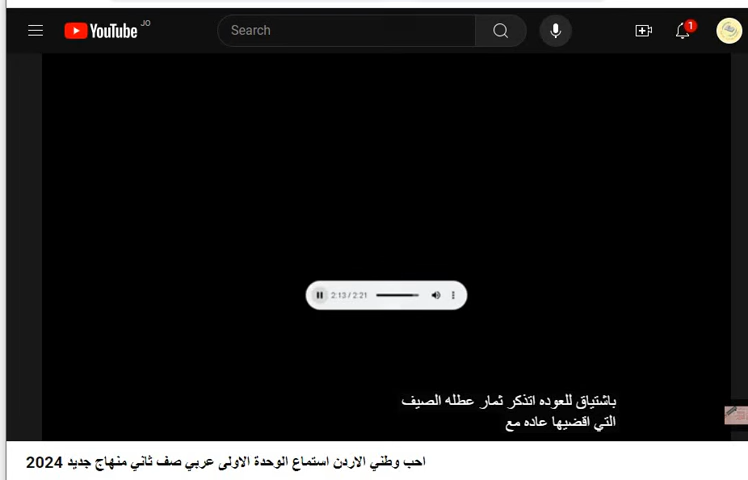 YouTube JO
Search
1
2:13 / 2:21
باشتياق للعوده اتذكر ثمار عطله الصيف
التي اقضيها عاده مع
احب وطني الاردن استماع الوحدة الاولى عربي صف ثاني منهاج جديد 2024